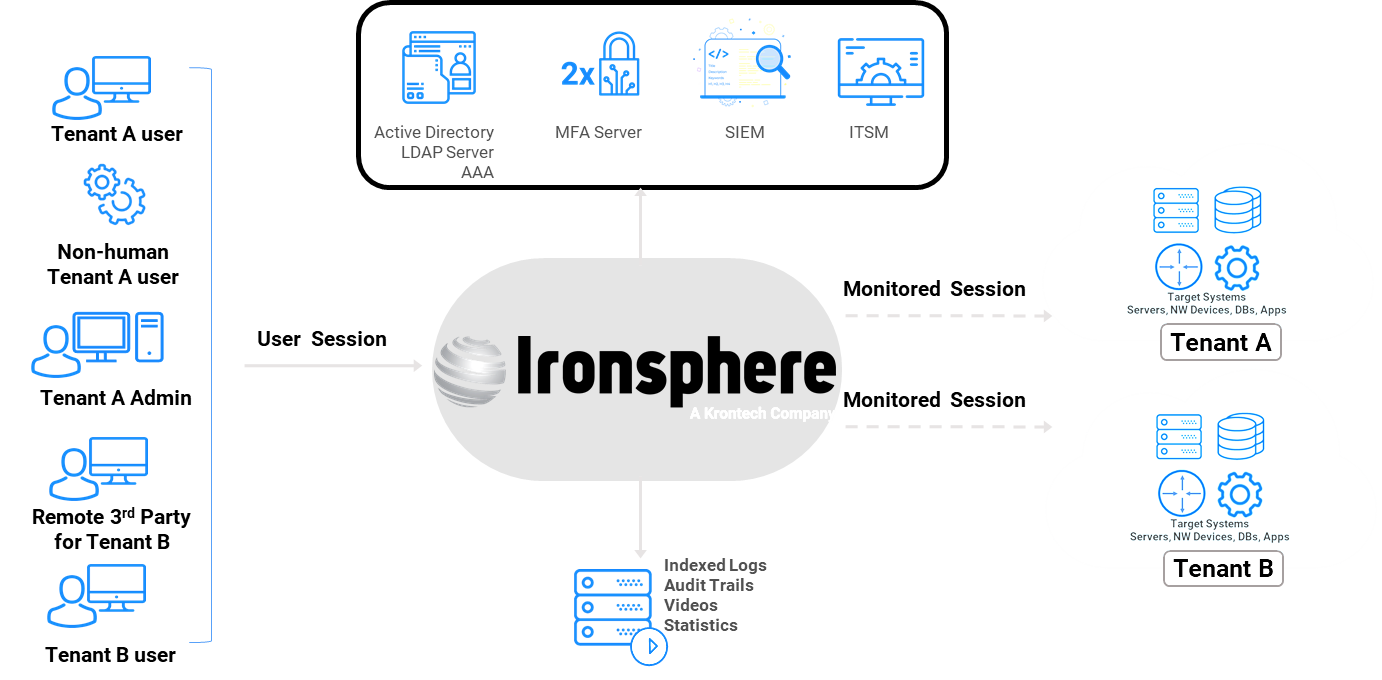 Tenant A user
Non-human
Tenant A user
Tenant A Admin
Remote 3rd Party
for Tenant B
Tenant B user
User Session
2x
</>
Active Directory
LDAP Server
AAA
MFA Server
SIEM
ITSM
Ironsphere
A Krontech Company
Indexed Logs
Audit Trails
Videos
Statistics
Monitored Session
Monitored Session
Target Systems
Servers, NW Devices, DBs, Apps
Tenant A
Target Systems
Servers, NW Devices, DBs, Apps
Tenant B